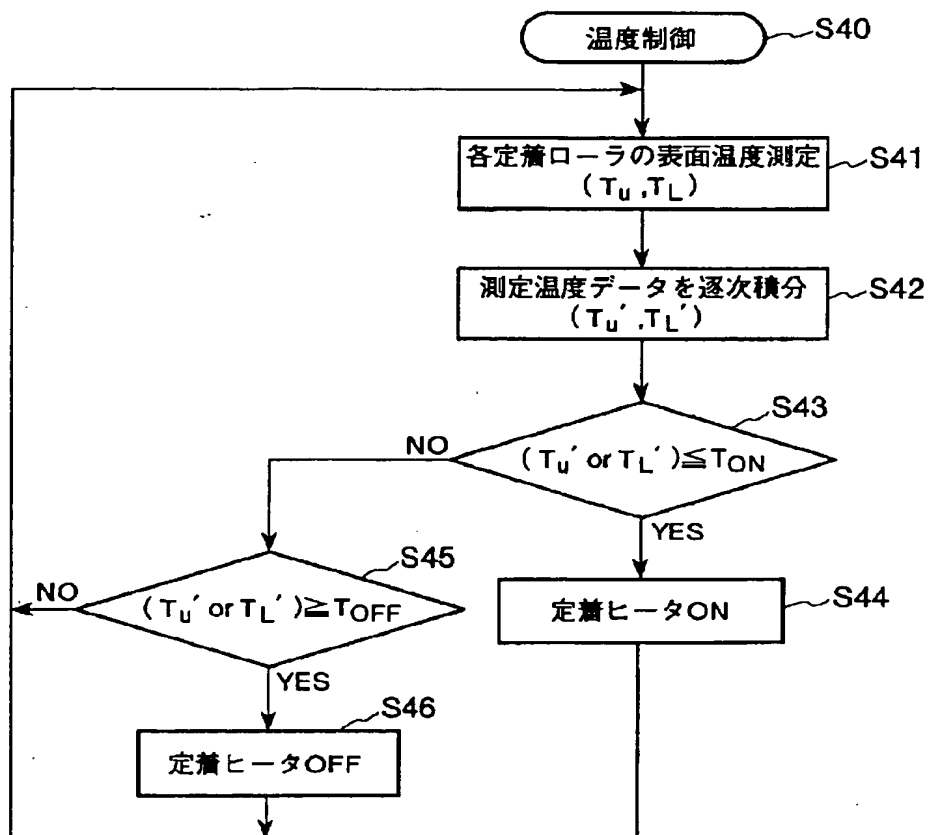 温度制御
S40
各定着ローラの表面温度測定
(Tu,TL)
S41
測定温度データを逐次積分
(Tu′,TL′)
S42
S43
NO
(Tu′or TL′)≦TON
YES
S45
NO
(Tu′or TL′)≧TOFF
YES
定着ヒータON
S44
S46
定着ヒータOFF